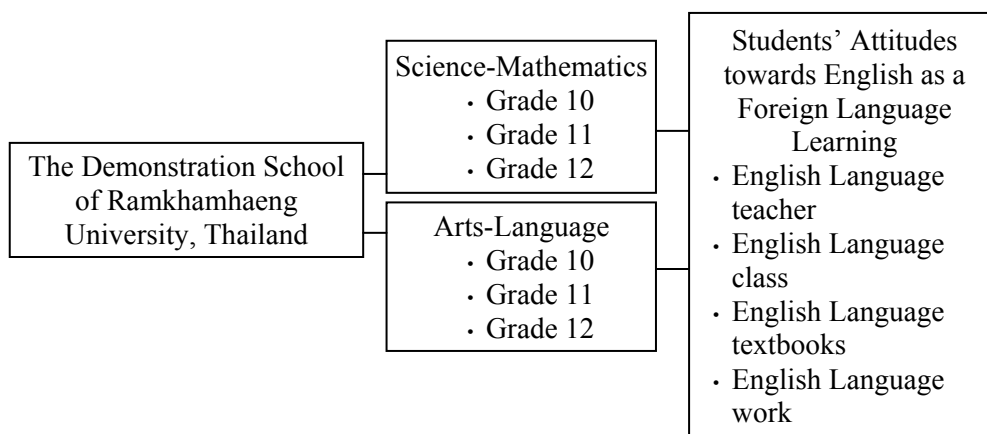 The Demonstration School
of Ramkhamhaeng
University, Thailand
Science-Mathematics
• Grade 10
• Grade 11
• Grade 12
Arts-Language
• Grade 10
• Grade 11
• Grade 12
Students’ Attitudes
towards English as a
Foreign Language
Learning
• English Language
teacher
• English Language
class
• English Language
textbooks
• English Language
work